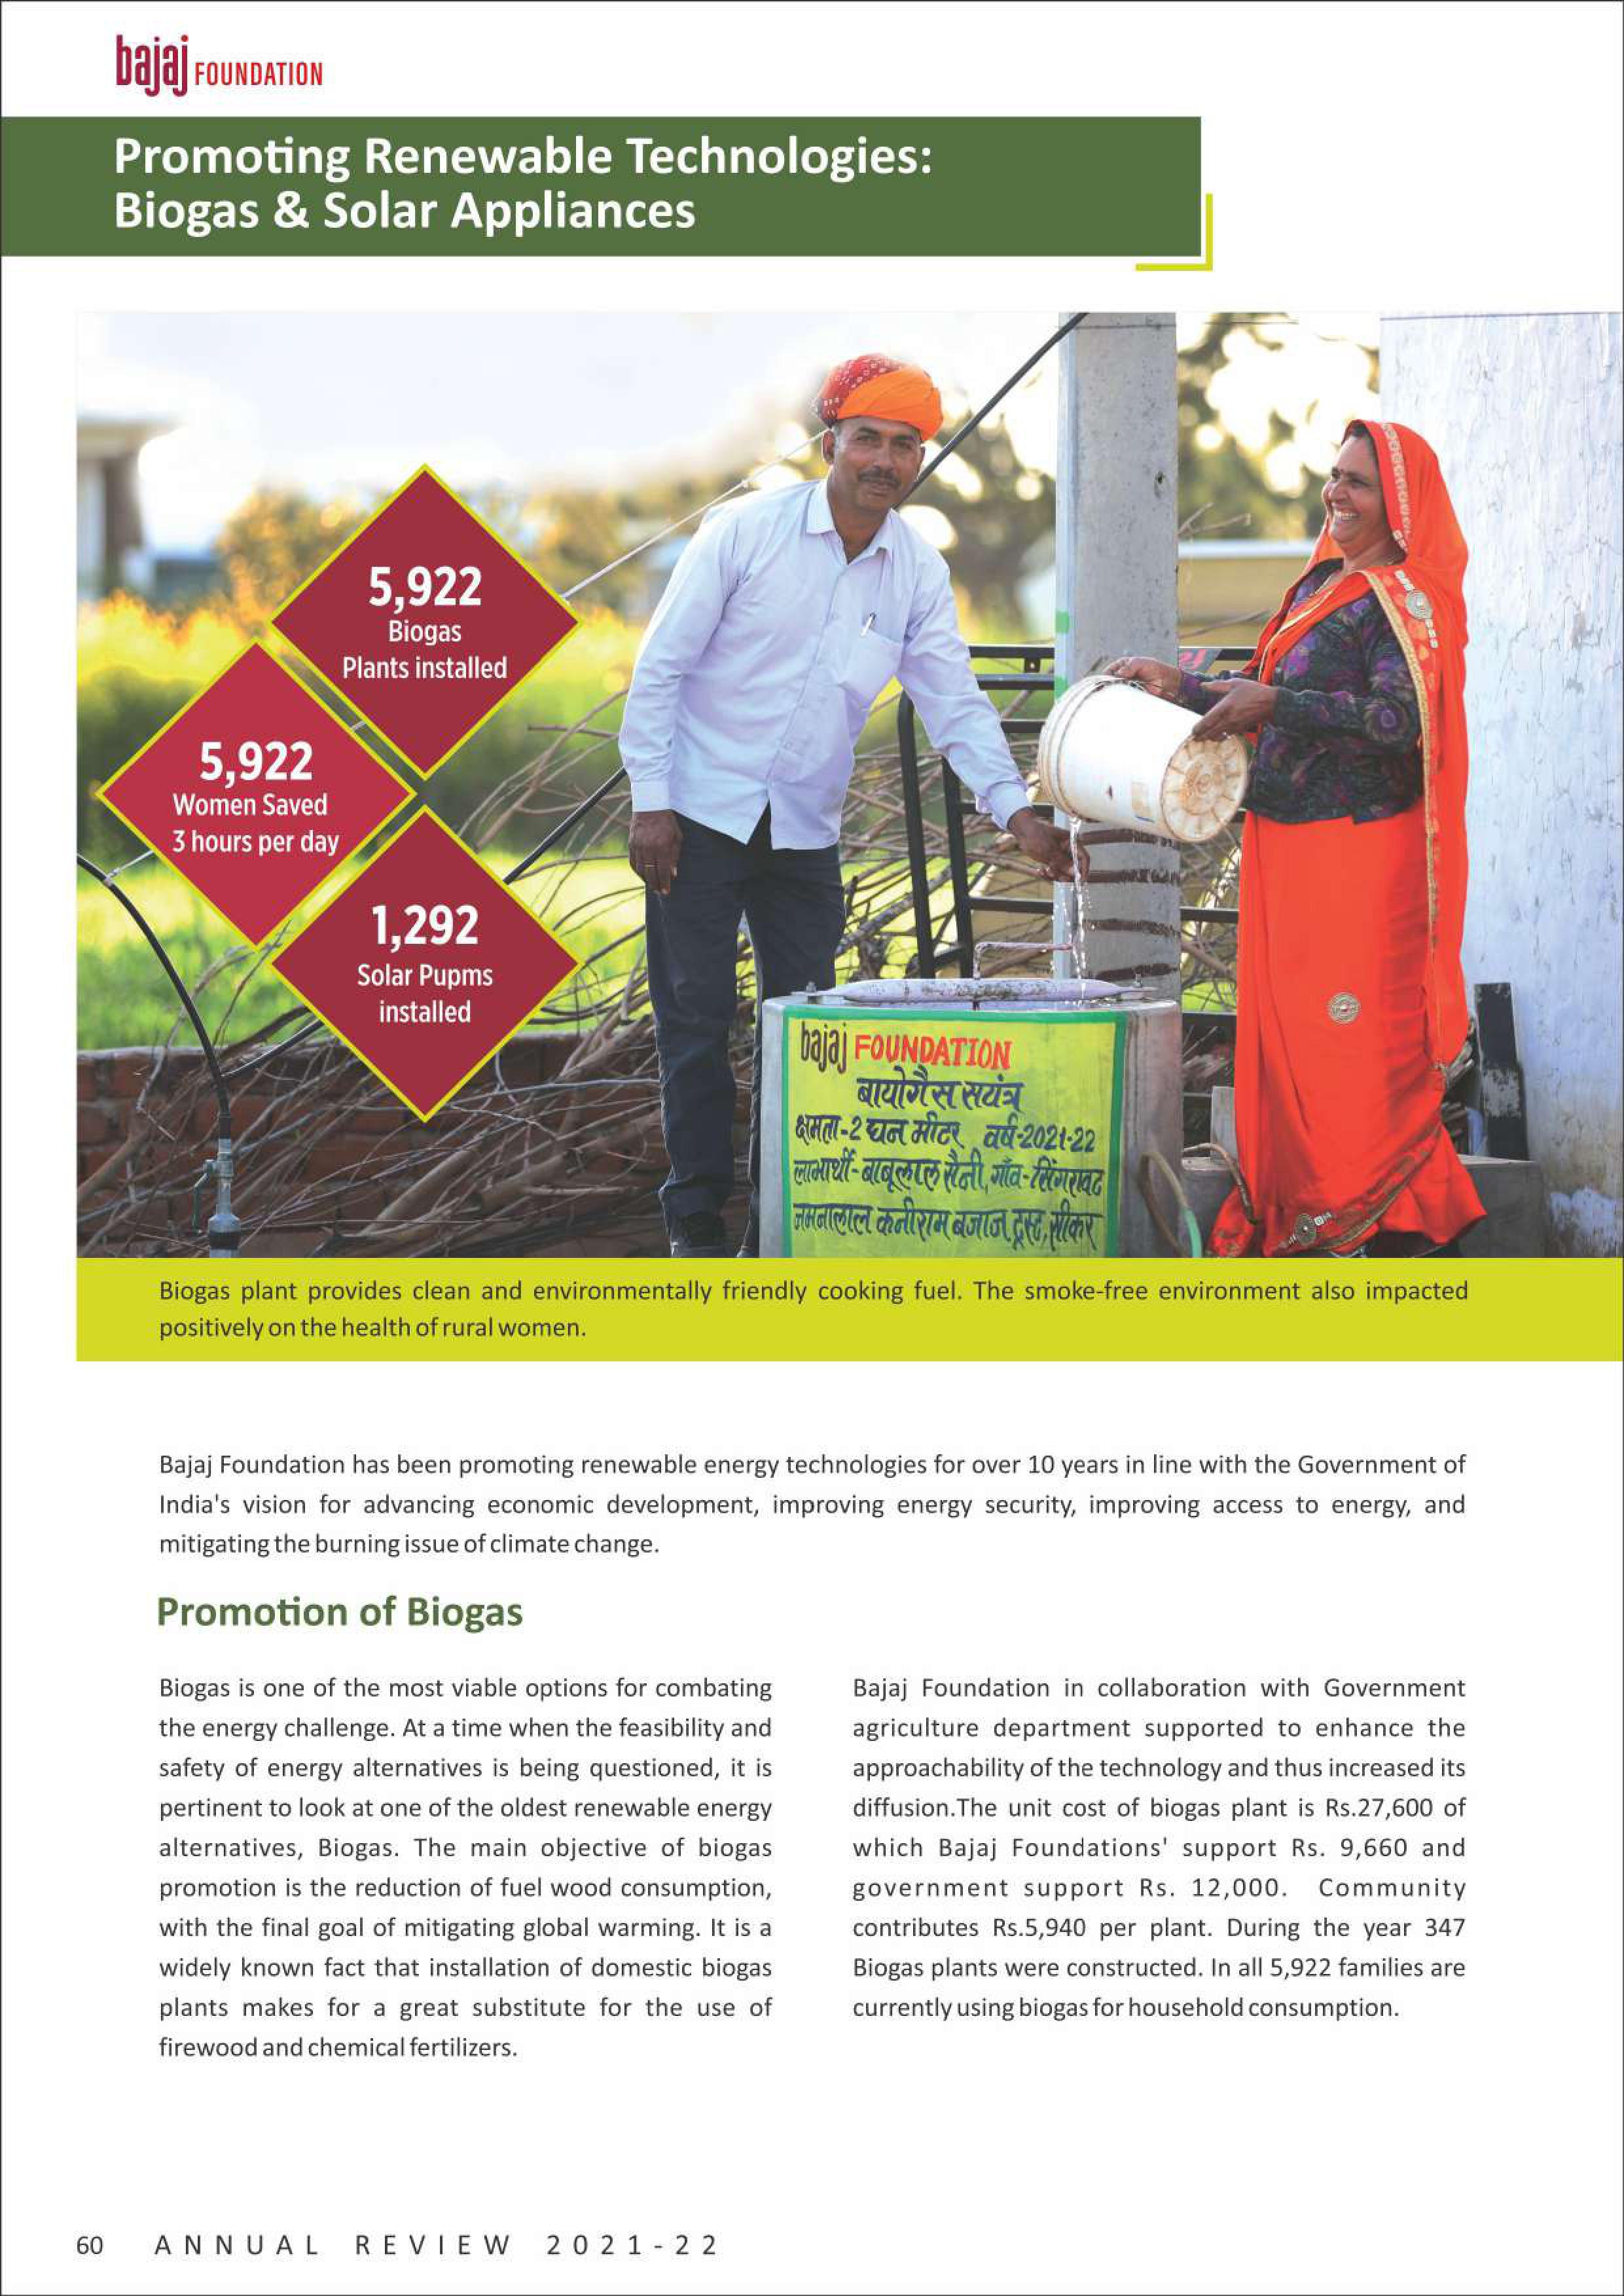 bajaj FOUNDATION
Promoting Renewable Technologies:
Biogas & Solar Appliances
5,922
Biogas
Plants installed
5,922
Women Saved
3 hours per day
1,292
Solar Pupms
installed
bajaj FOUNDATION
बायोगैस सयंत्र
क्षमता-2 घन मीटर वर्ष-2021-22
लाभार्थी-बाबूलाल सैनी, गाँव-सिंगरावट
जमनालाल कनीराम बजाज ट्रस्ट, सीकर
Biogas plant provides clean and environmentally friendly cooking fuel. The smoke-free environment also impacted
positively on the health of rural women.
Bajaj Foundation has been promoting renewable energy technologies for over 10 years in line with the Government of
India's vision for advancing economic development, improving energy security, improving access to energy, and
mitigating the burning issue of climate change.
Promotion of Biogas
Biogas is one of the most viable options for combating
the energy challenge. At a time when the feasibility and
safety of energy alternatives is being questioned, it is
pertinent to look at one of the oldest renewable energy
alternatives, Biogas. The main objective of biogas
promotion is the reduction of fuel wood consumption,
with the final goal of mitigating global warming. It is a
widely known fact that installation of domestic biogas
plants makes for a great substitute for the use of
firewood and chemical fertilizers.
Bajaj Foundation in collaboration with Government
agriculture department supported to enhance the
approachability of the technology and thus increased its
diffusion.The unit cost of biogas plant is Rs.27,600 of
which Bajaj Foundations' support Rs. 9,660 and
government support Rs. 12,000. Community
contributes Rs.5,940 per plant. During the year 347
Biogas plants were constructed. In all 5,922 families are
currently using biogas for household consumption.
60 ANNUAL REVIEW 2021-22